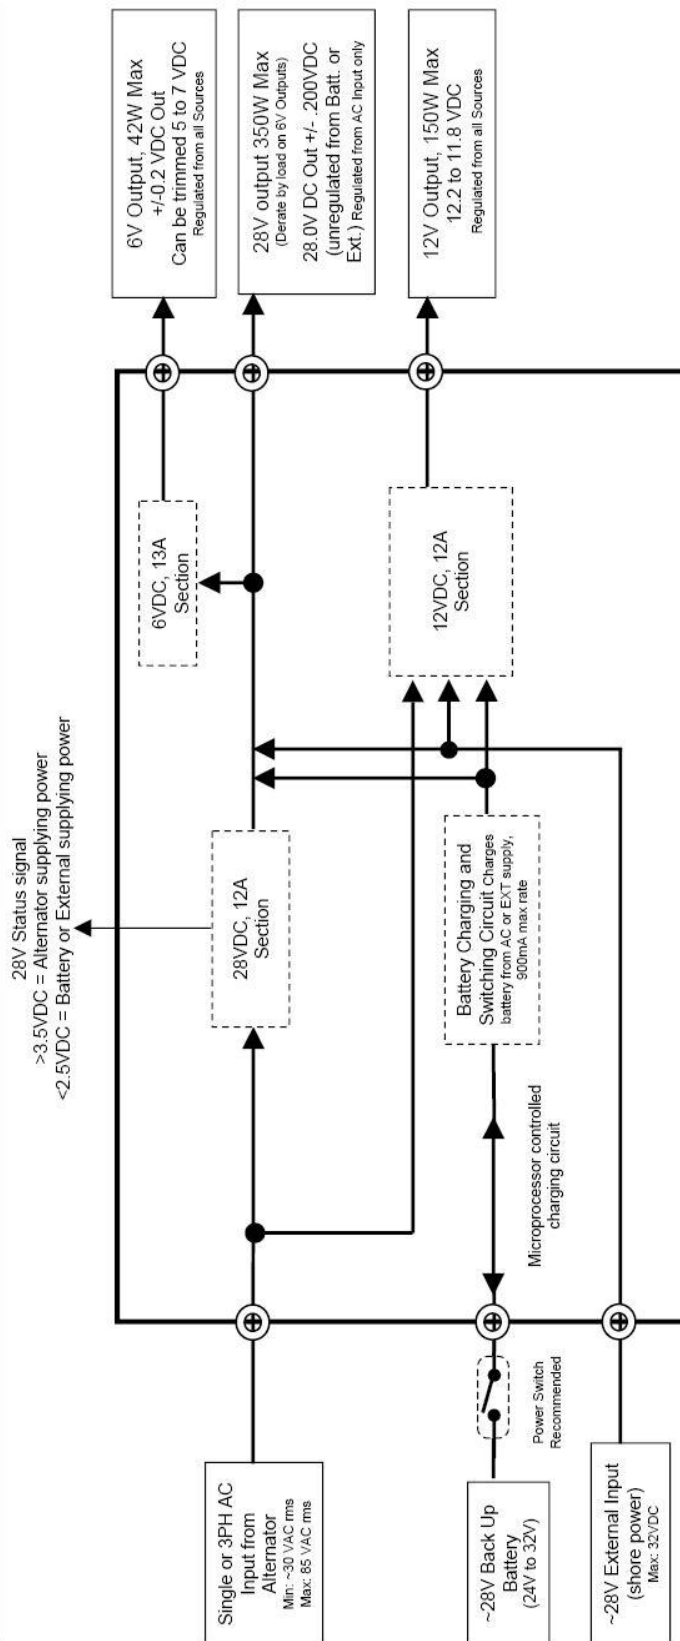 28V Status signal
>3.5VDC = Alternator supplying power
<2.5VDC = Battery or External supplying power
Single or 3PH AC
Input from
Alternator
Min: ~30 VAC rms
Max: 85 VAC rms
28VDC, 12A
Section
6VDC, 13A
Section
6V Output, 42W Max
+/-0.2 VDC Out
Can be trimmed 5 to 7 VDC
Regulated from all Sources
28V output 350W Max
(Derate by load on 6V Outputs)
28.0V DC Out +/- .200VDC
(unregulated from Batt. or
Ext.) Regulated from AC Input only
12V Output, 150W Max
12.2 to 11.8 VDC
Regulated from all Sources
12VDC, 12A
Section
~28V Back Up
Battery
(24V to 32V)
Power Switch
Recommended
Microprocessor controlled
charging circuit
Battery Charging and
Switching Circuit Charges
battery from AC or EXT supply,
900mA max rate
~28V External Input
(shore power)
Max: 32VDC